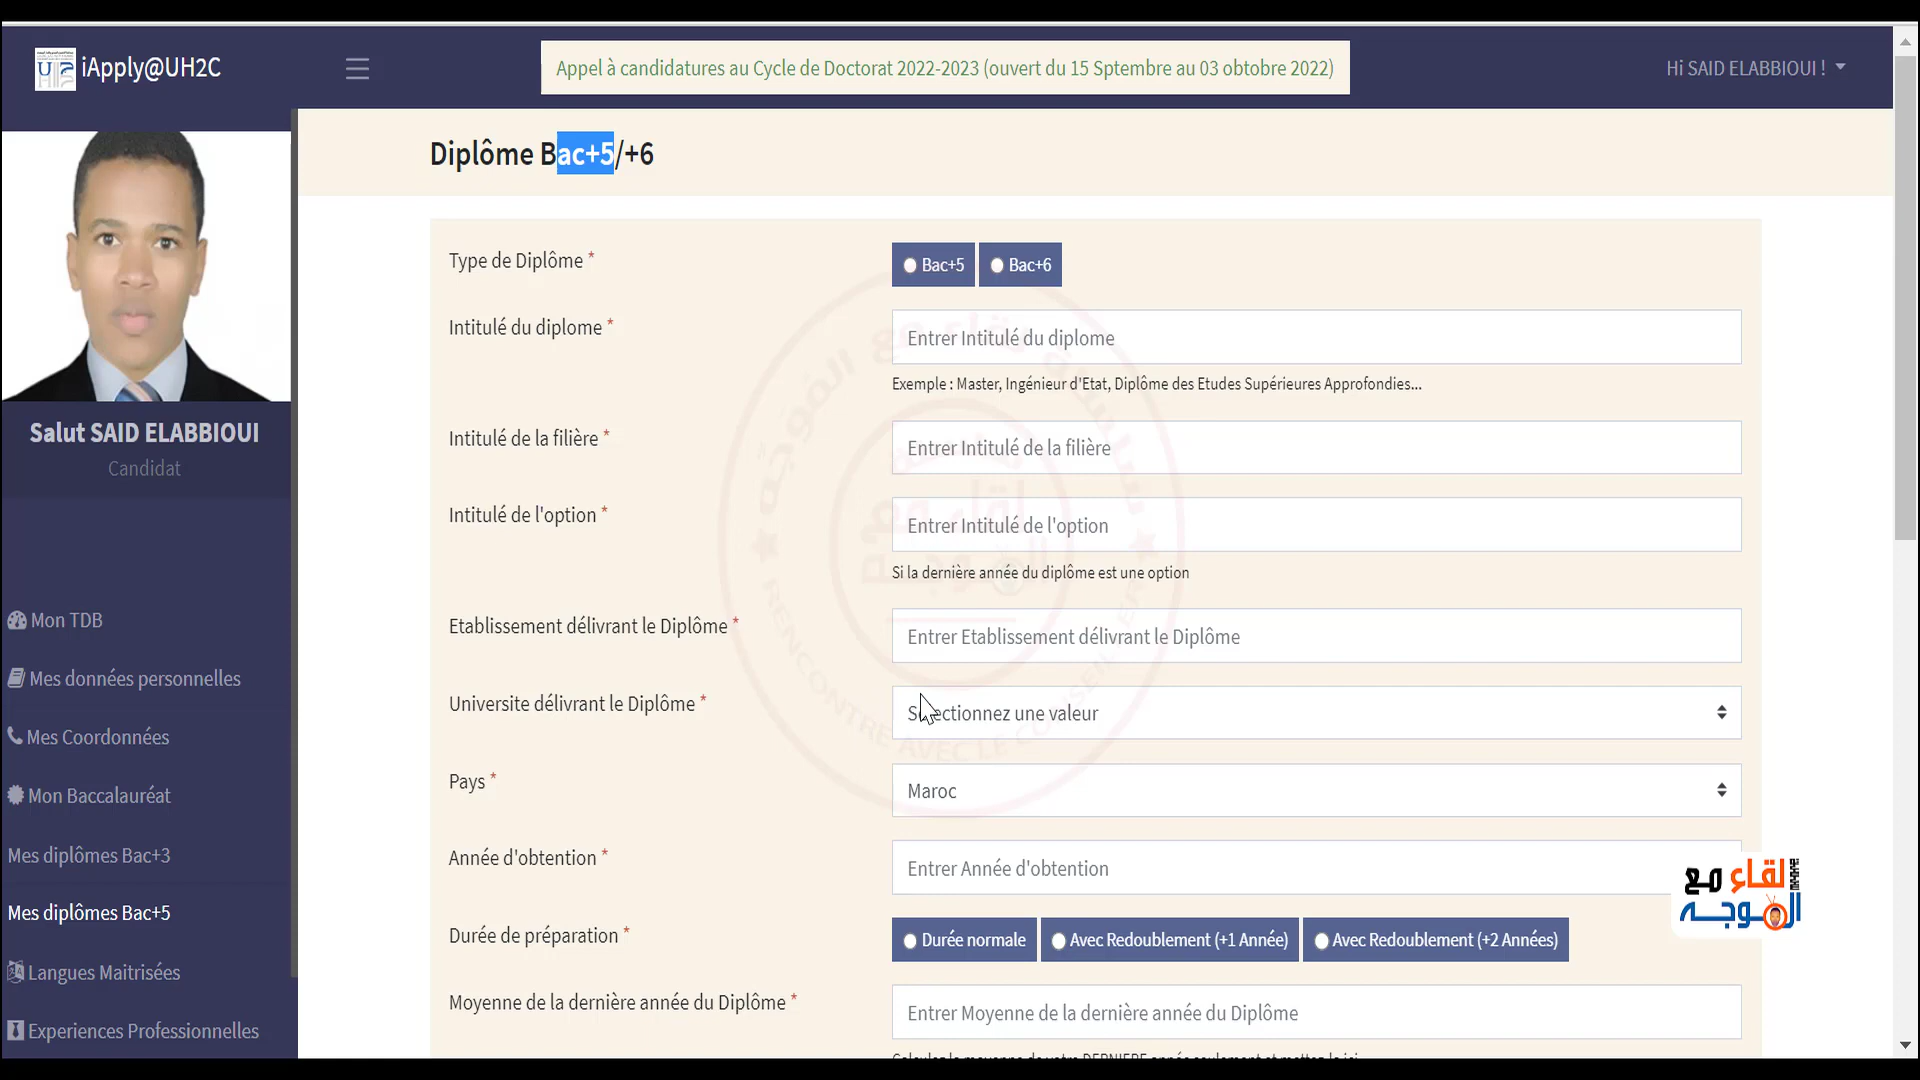 iApply@UH2C
Appel à candidatures au Cycle de Doctorat 2022-2023 (ouvert du 15 Sptembre au 03 obtobre 2022)
Hi SAID ELABBIOUI !
Salut SAID ELABBIOUI
Candidat
Mon TDB
Mes données personnelles
Mes Coordonnées
Mon Baccalauréat
Mes diplômes Bac+3
Mes diplômes Bac+5
Langues Maitrisées
Experiences Professionnelles
Diplôme Bac+5/+6
Type de Diplôme *
Bac+5 Bac+6
Intitulé du diplome *
Entrer Intitulé du diplome
Exemple : Master, Ingénieur d'Etat, Diplôme des Etudes Supérieures Approfondies...
Intitulé de la filière *
Entrer Intitulé de la filière
Intitulé de l'option *
Entrer Intitulé de l'option
Si la dernière année du diplôme est une option
Etablissement délivrant le Diplôme *
Entrer Etablissement délivrant le Diplôme
Universite délivrant le Diplôme *
Sélectionnez une valeur
Pays *
Maroc
Année d'obtention *
Entrer Année d'obtention
Durée de préparation *
Durée normale Avec Redoublement (+1 Année) Avec Redoublement (+2 Années)
Moyenne de la dernière année du Diplôme *
Entrer Moyenne de la dernière année du Diplôme
لقاء مع
الموجه
RENCONTRE AVEC LE CONSEILLER